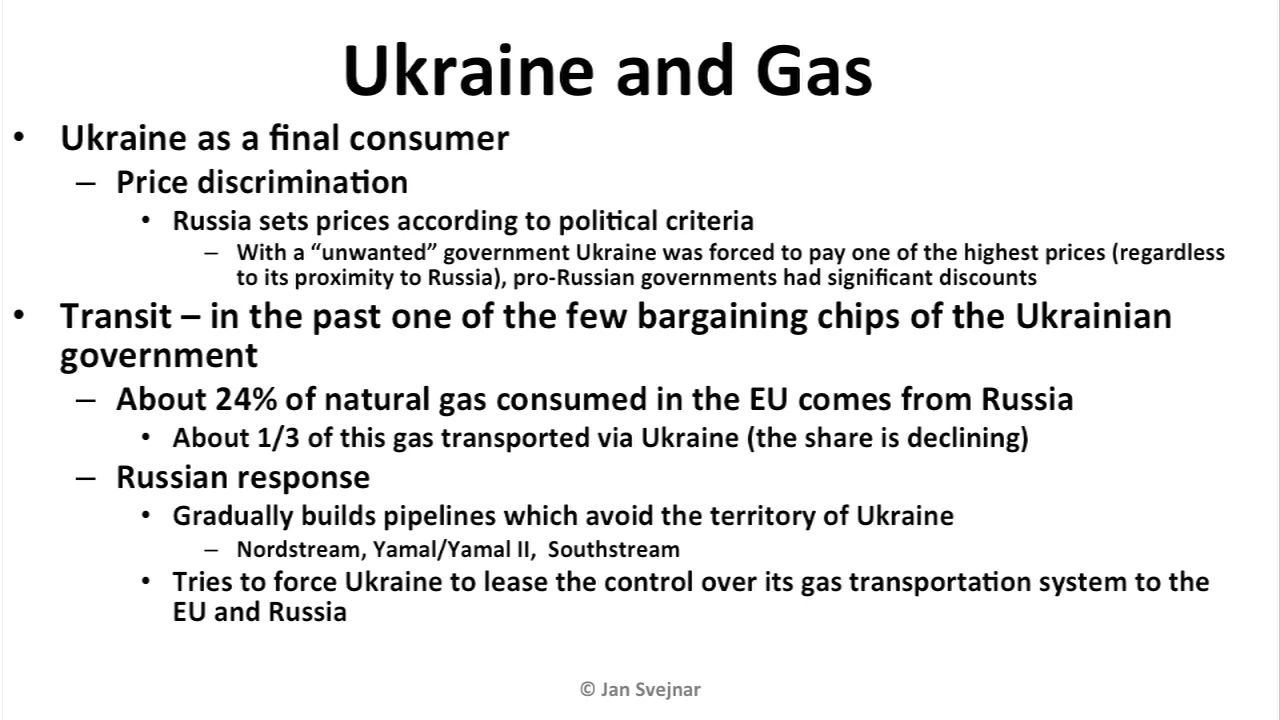 Ukraine and Gas
• Ukraine as a final consumer
– Price discrimination
• Russia sets prices according to political criteria
– With a “unwanted” government Ukraine was forced to pay one of the highest prices (regardless
to its proximity to Russia), pro-Russian governments had significant discounts
• Transit – in the past one of the few bargaining chips of the Ukrainian
government
– About 24% of natural gas consumed in the EU comes from Russia
• About 1/3 of this gas transported via Ukraine (the share is declining)
– Russian response
• Gradually builds pipelines which avoid the territory of Ukraine
– Nordstream, Yamal/Yamal II, Southstream
• Tries to force Ukraine to lease the control over its gas transportation system to the
EU and Russia
© Jan Svejnar